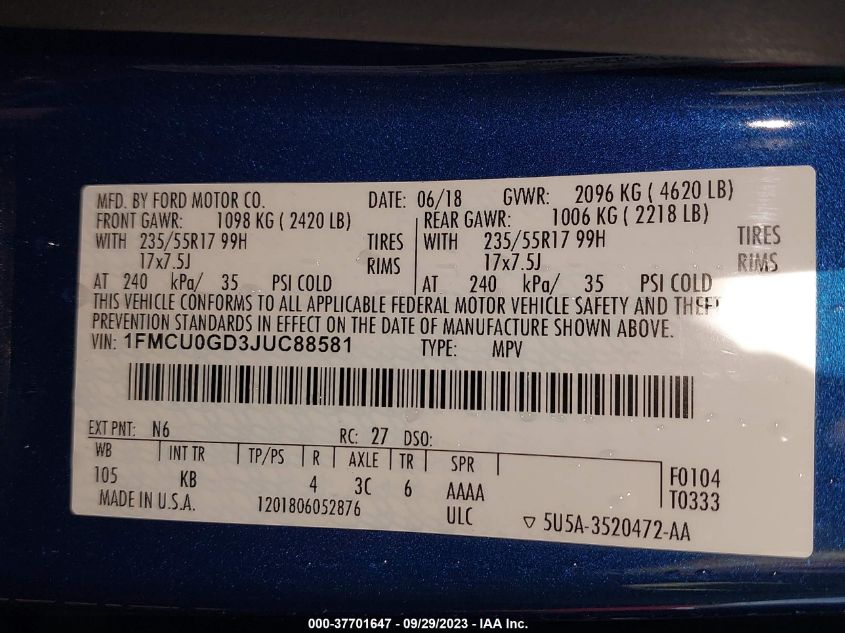 MFD. BY FORD MOTOR CO. DATE: 06/18 GVWR: 2096 KG ( 4620 LB)
FRONT GAWR: 1098 KG ( 2420 LB) REAR GAWR: 1006 KG ( 2218 LB)
WITH 235/55R17 99H TIRES WITH 235/55R17 99H TIRES
17x7.5J RIMS 17x7.5J RIMS
AT 240 kPa/ 35 PSI COLD AT 240 kPa/ 35 PSI COLD
THIS VEHICLE CONFORMS TO ALL APPLICABLE FEDERAL MOTOR VEHICLE SAFETY AND THEFT
PREVENTION STANDARDS IN EFFECT ON THE DATE OF MANUFACTURE SHOWN ABOVE.
VIN: 1FMCU0GD3JUC88581 TYPE: MPV
EXT PNT: N6 RC: 27 DSO:
WB INT TR TP/PS R AXLE TR SPR F0104
105 KB 4 3C 6 AAAA T0333
MADE IN U.S.A. 1201806052876 ULC ▽ 5U5A-3520472-AA
000-37701647 - 09/29/2023 - IAA Inc.